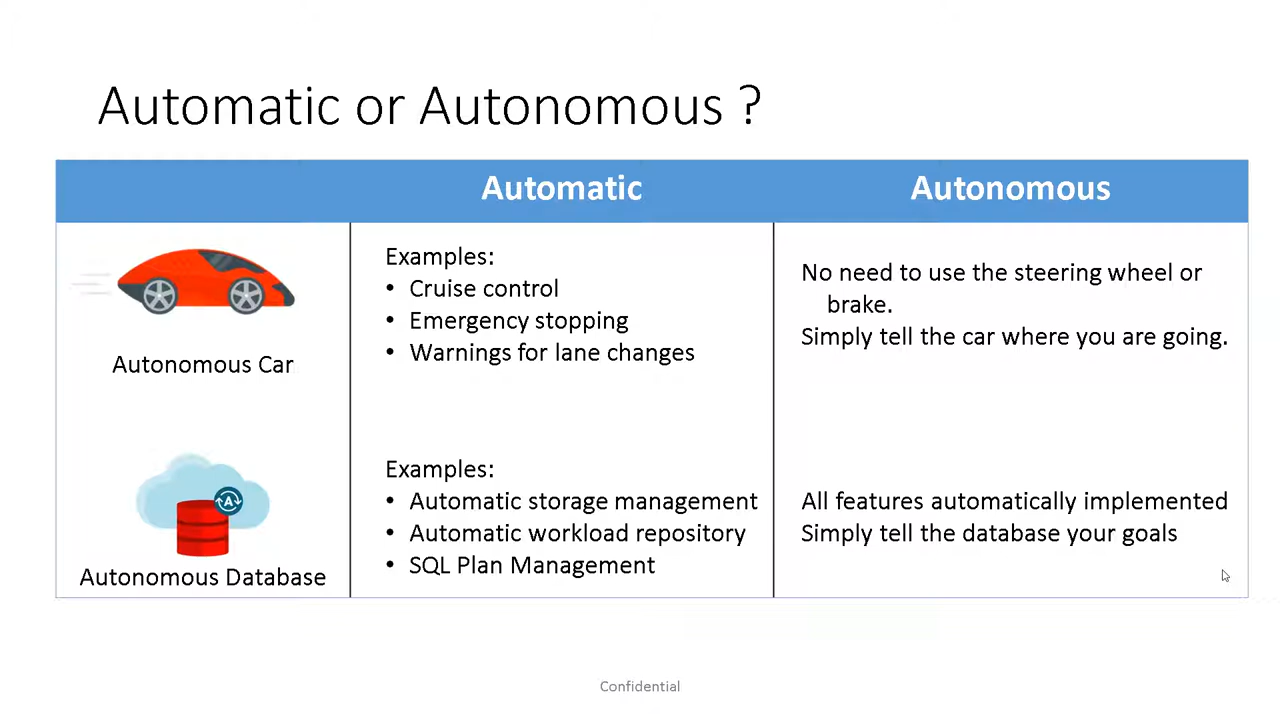 Automatic or Autonomous ?
Automatic
Autonomous
Autonomous Car
Examples:
• Cruise control
• Emergency stopping
• Warnings for lane changes
No need to use the steering wheel or
brake.
Simply tell the car where you are going.
A
Autonomous Database
Examples:
• Automatic storage management
• Automatic workload repository
• SQL Plan Management
All features automatically implemented
Simply tell the database your goals
Confidential